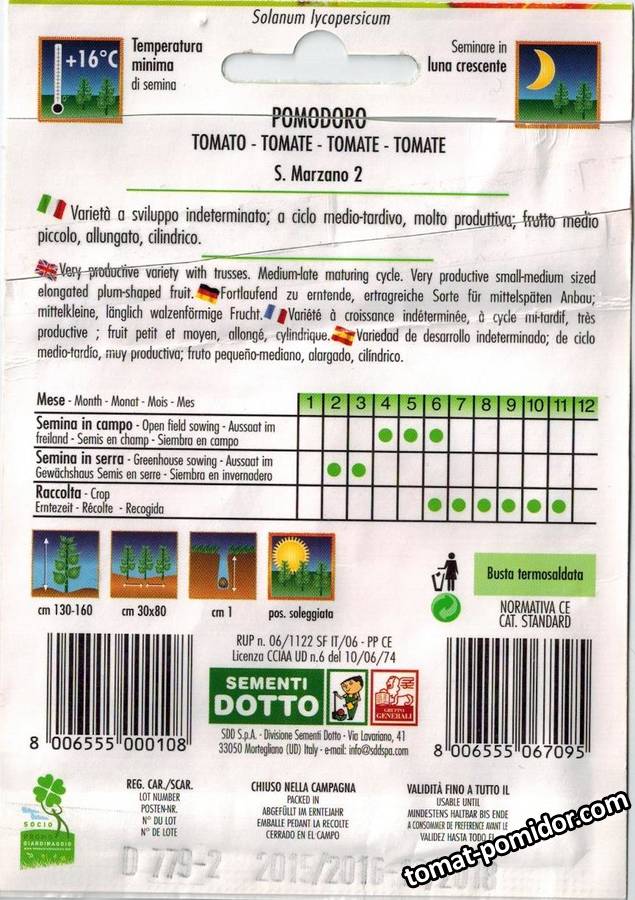 Solanum lycopersicum
+16°C
Temperatura
minima
di semina
Seminare in
luna crescente
POMODORO
TOMATO - TOMATE - TOMATE - TOMATE
S. Marzano 2
Varietà a sviluppo indeterminato; a ciclo medio-tardivo, molto produttiva; frutto medio
piccolo, allungato, cilindrico.
Very productive variety with trusses. Medium-late maturing cycle. Very productive small-medium sized
elongated plum-shaped fruit. Fortlaufend zu erntende, ertragreiche Sorte für mittelspäten Anbau;
mittelkleine, länglich walzenförmige Frucht. Variété à croissance indéterminée, à cycle mi-tardif, très
productive ; fruit petit et moyen, allongé, cylindrique. Variedad de desarrollo indeterminado; de ciclo
medio-tardío, muy productiva; fruto pequeño-mediano, alargado, cilíndrico.
Mese - Month - Monat - Mois - Mes 1 2 3 4 5 6 7 8 9 10 11 12
Semina in campo - Open field sowing - Aussaat im
freiland - Semis en champ - Siembra en campo
Semina in serra - Greenhouse sowing - Aussaat im
Gewächshaus Semis en serre - Siembra en invernadero
Raccolta - Crop
Erntezeit - Récolte - Recogida
cm 130-160
cm 30x80
cm 1
pos. soleggiata
Busta termosaldata
NORMATIVA CE
CAT. STANDARD
RUP n. 06/1122 SF IT/06 - PP CE
Licenza CCIAA UD n.6 del 10/06/74
SEMENTI
DOTTO
GRUPPO
GENERALI
SDD S.p.A. - Divisione Sementi Dotto - Via Lavariano, 41
33050 Mortegliano (UD) Italy - e-mail: info@sddspa.com
8 006555 000108
8 006555 067095
SOCIO
PROMO
GIARDINAGGIO
REG. CAR./SCAR.
LOT NUMBER
POSTEN-NR.
N° DU LOT
N° DE LOTE
CHIUSO NELLA CAMPAGNA
PACKED IN
ABGEFÜLLT IM ERNTEJAHR
EMBALLE PEDANT LA RECOLTE
CERRADO EN EL CAMPO
VALIDITÀ FINO A TUTTO IL
USABLE UNTIL
MINDESTENS HALTBAR BIS ENDE
A CONSOMMER DE PREFERENCE AVANT LE
VALIDEZ HASTA TODO EL
D 779-2 2015/2016 2018
tomat-pomidor.com